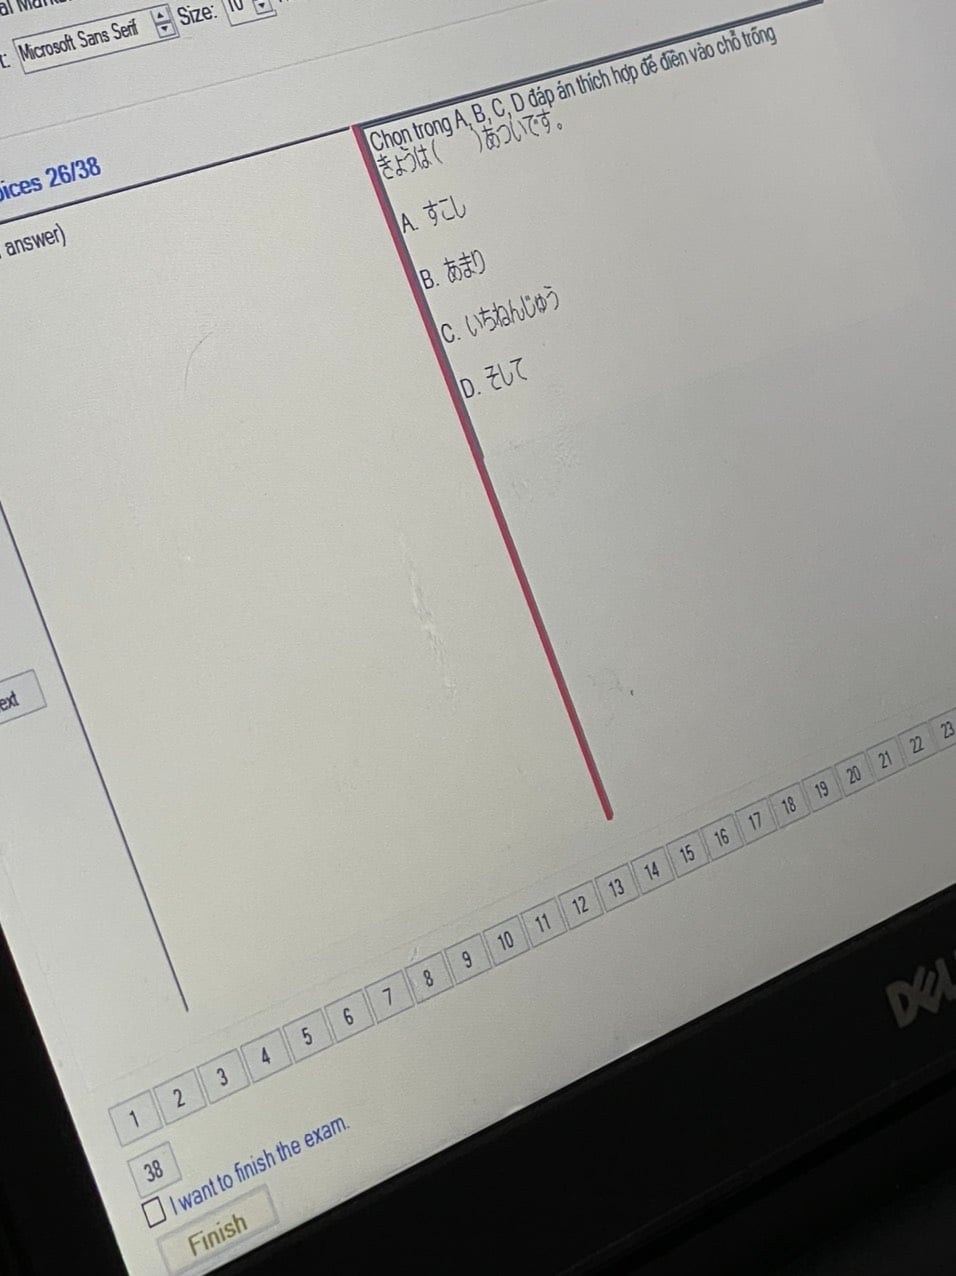 Microsoft Sans Serif
Size: 10
26/38
answer)
Chọn trong A, B, C, D đáp án thích hợp để điền vào chỗ trống
きょうは(　　)あついです。
A. すこし
B. あまり
C. いちねんじゅう
D. そして
1 2 3 4 5 6 7 8 9 10 11 12 13 14 15 16 17 18 19 20 21 22 23
38
I want to finish the exam.
Finish
DELL